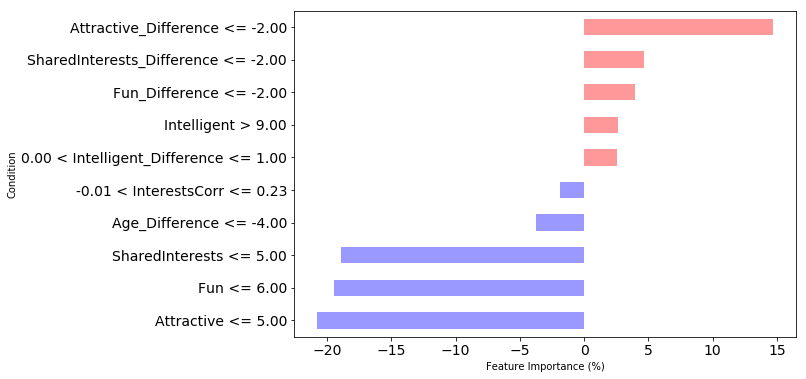 Attractive_Difference <= -2.00
SharedInterests_Difference <= -2.00
Fun_Difference <= -2.00
Intelligent > 9.00
0.00 < Intelligent_Difference <= 1.00
-0.01 < InterestsCorr <= 0.23
Age_Difference <= -4.00
SharedInterests <= 5.00
Fun <= 6.00
Attractive <= 5.00
Condition
−20 −15 −10 −5 0 5 10 15
Feature Importance (%)